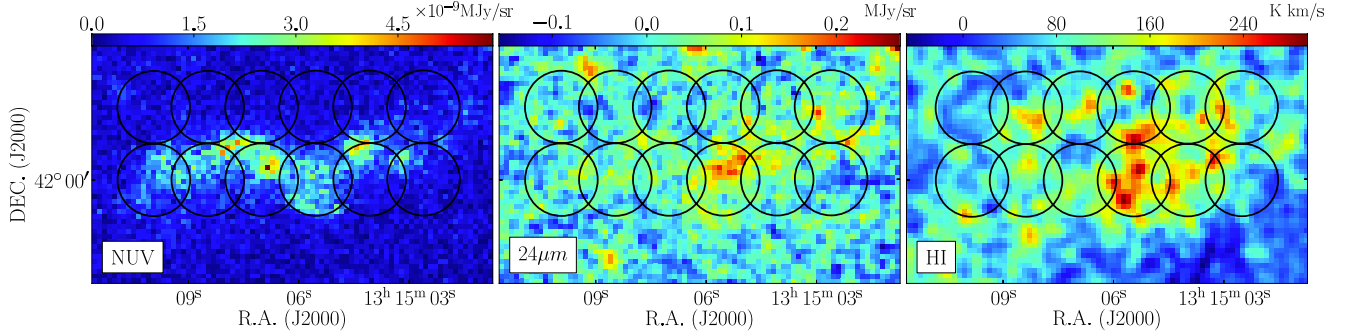 0.0 1.5 3.0 4.5 ×10⁻⁹MJy/sr
−0.1 0.0 0.1 0.2 MJy/sr
0 80 160 240 K km/s
DEC. (J2000)
42°00′
NUV
24μm
HI
09ˢ 06ˢ 13ʰ 15ᵐ 03ˢ
09ˢ 06ˢ 13ʰ 15ᵐ 03ˢ
09ˢ 06ˢ 13ʰ 15ᵐ 03ˢ
R.A. (J2000)
R.A. (J2000)
R.A. (J2000)